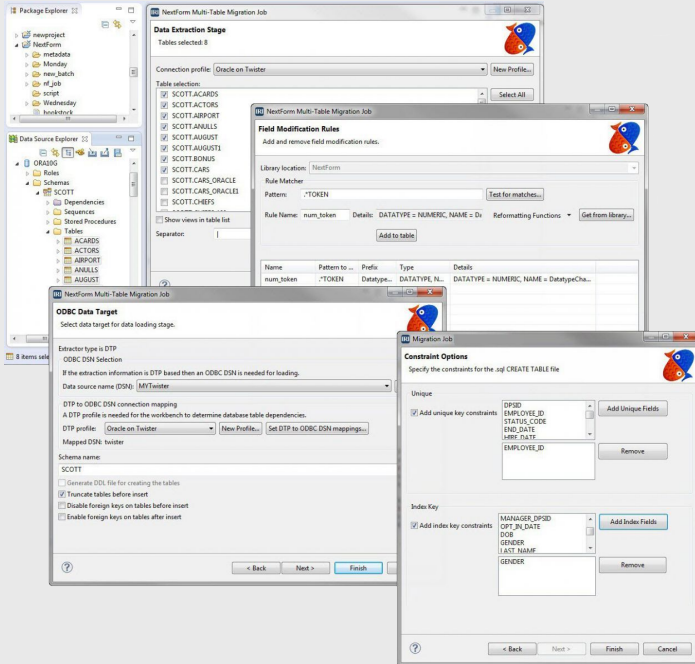 Package Explorer
newproject
NextForm
metadata
Monday
new_batch
nf_job
script
Wednesday
bookstock
Data Source Explorer
ORA10G
Roles
Schemas
SCOTT
Dependencies
Sequences
Stored Procedures
Tables
ACARDS
ACTORS
AIRPORT
ANULLS
AUGUST
8 items sele
NextForm Multi-Table Migration Job
Data Extraction Stage
Tables selected: 8
Connection profile: Oracle on Twister New Profile...
Table selection:
Select All
SCOTT.ACARDS
SCOTT.ACTORS
SCOTT.AIRPORT
SCOTT.ANULLS
SCOTT.AUGUST
SCOTT.AUGUST1
SCOTT.BONUS
SCOTT.CARS
SCOTT.CARS_ORACLE
SCOTT.CARS_ORACLE1
SCOTT.CHIEFS
Show views in table list
Separator: |
NextForm Multi-Table Migration Job
Field Modification Rules
Add and remove field modification rules.
Library location: NextForm
Rule Matcher
Pattern: .*TOKEN Test for matches...
Rule Name: num_token Details: DATATYPE = NUMERIC, NAME = Da Reformatting Functions Get from library...
Add to table
Name Pattern to ... Prefix Type Details
num_token .*TOKEN Datatype... DATATYPE, N... DATATYPE = NUMERIC, NAME = DatatypeCha...
NextForm Multi-Table Migration Job
ODBC Data Target
Select data target for data loading stage.
Extractor type is DTP
ODBC DSN Selection
If the extraction information is DTP based then an ODBC DSN is needed for loading.
Data source name (DSN): MYTwister
DTP to ODBC DSN connection mapping
A DTP profile is needed for the workbench to determine database table dependencies.
DTP profile: Oracle on Twister New Profile... Set DTP to ODBC DSN mappings...
Mapped DSN: twister
Schema name:
SCOTT
Generate DDL file for creating the tables
Truncate tables before insert
Disable foreign keys on tables before insert
Enable foreign keys on tables after insert
? < Back Next > Finish
Migration Job
Constraint Options
Specify the constraints for the .sql CREATE TABLE file
Unique
Add unique key constraints
DPSID
EMPLOYEE_ID
STATUS_CODE
END_DATE
HIRE_DATE
Add Unique Fields
EMPLOYEE_ID
Remove
Index Key
Add index key constraints
MANAGER_DPSID
OPT_IN_DATE
DOB
GENDER
LAST_NAME
Add Index Fields
GENDER
Remove
? < Back Next > Finish Cancel